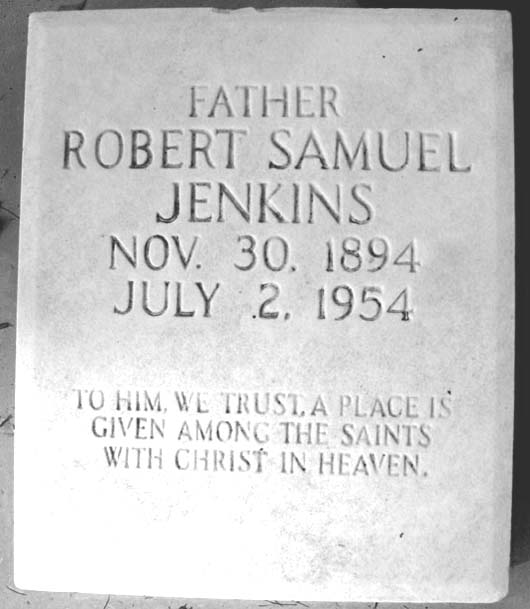 FATHER
ROBERT SAMUEL
JENKINS
NOV. 30. 1894
JULY 2, 1954
TO HIM, WE TRUST, A PLACE IS
GIVEN AMONG THE SAINTS
WITH CHRIST IN HEAVEN.